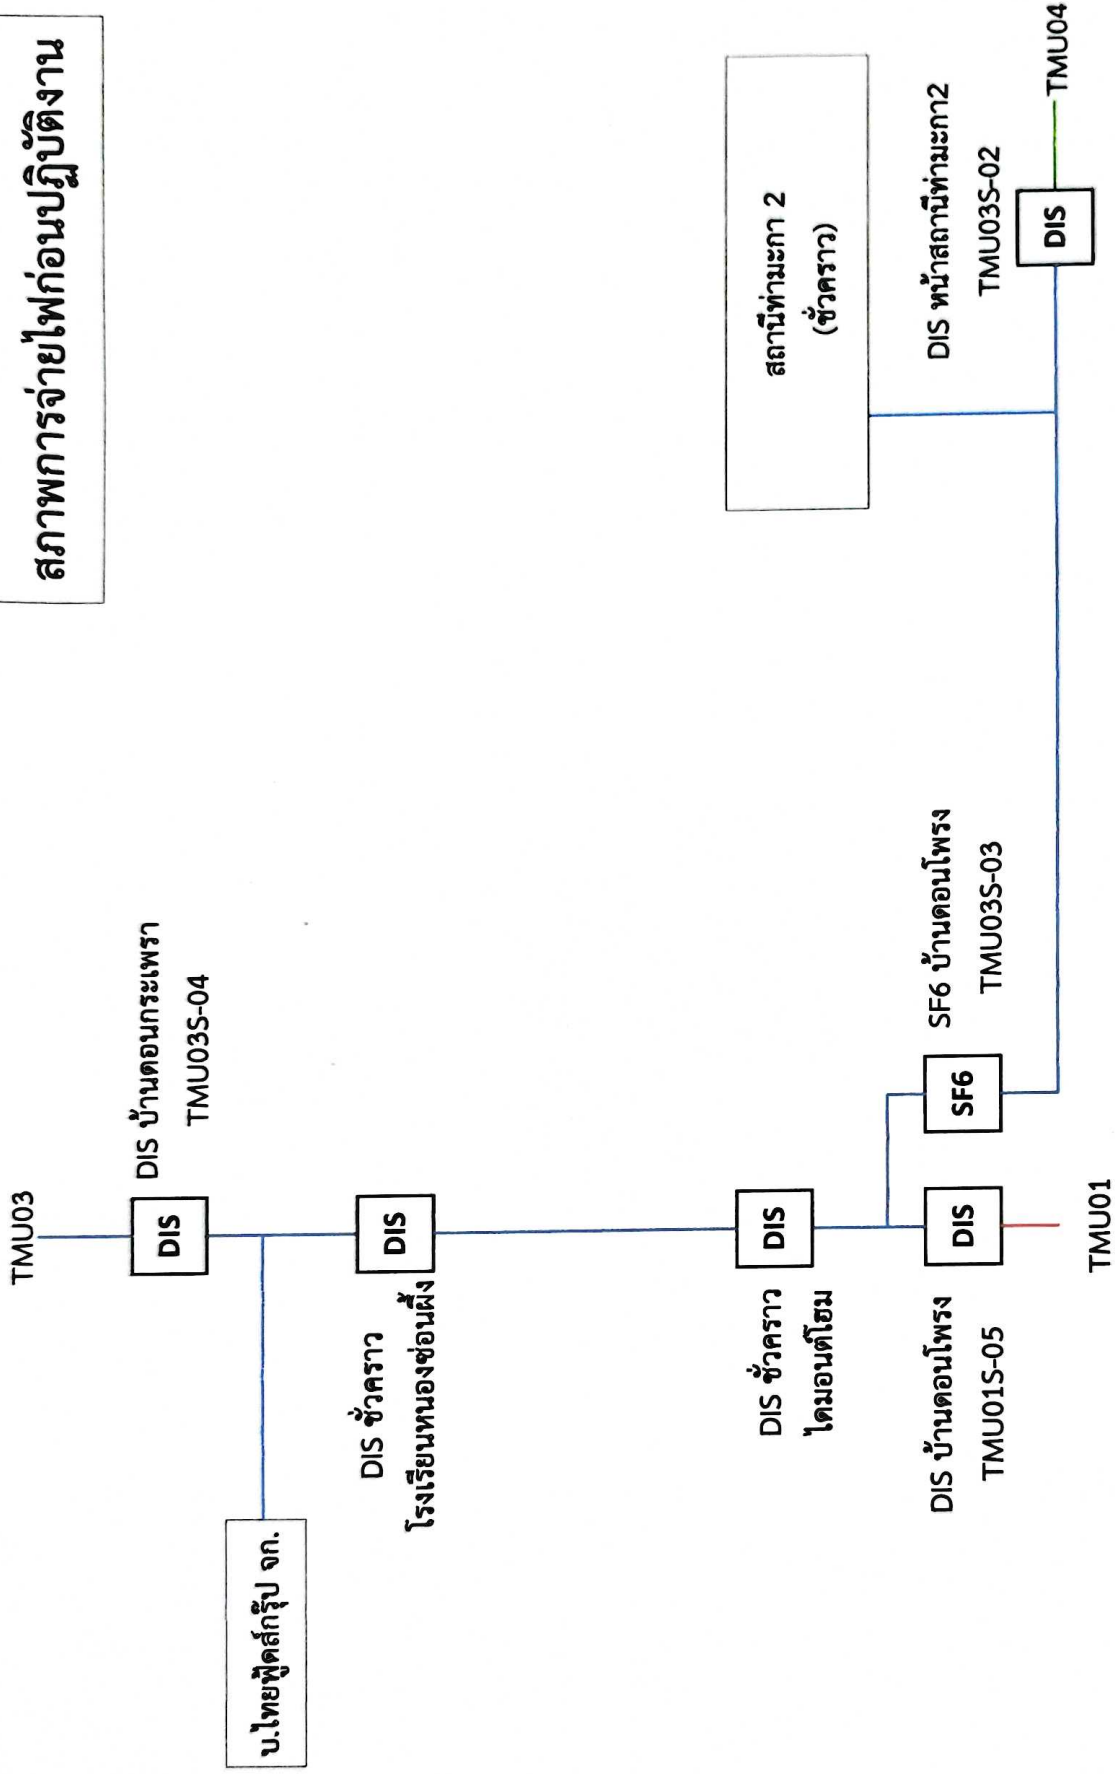 สภาพการจ่ายไฟก่อนปฏิบัติงาน
TMU03
DIS
DIS บ้านดอนกระเพรา
TMU03S-04
บ.ไทยฟู้ดส์กรุ๊ป จก.
DIS
DIS ชั่วคราว
โรงเรียนหนองซ่อนผึ้ง
DIS
DIS ชั่วคราว
ไดมอนด์โฮม
DIS
DIS บ้านดอนโพรง
TMU01S-05
TMU01
SF6
SF6 บ้านดอนโพรง
TMU03S-03
สถานีท่ามะกา 2
(ชั่วคราว)
DIS หน้าสถานีท่ามะกา2
TMU03S-02
DIS
TMU04